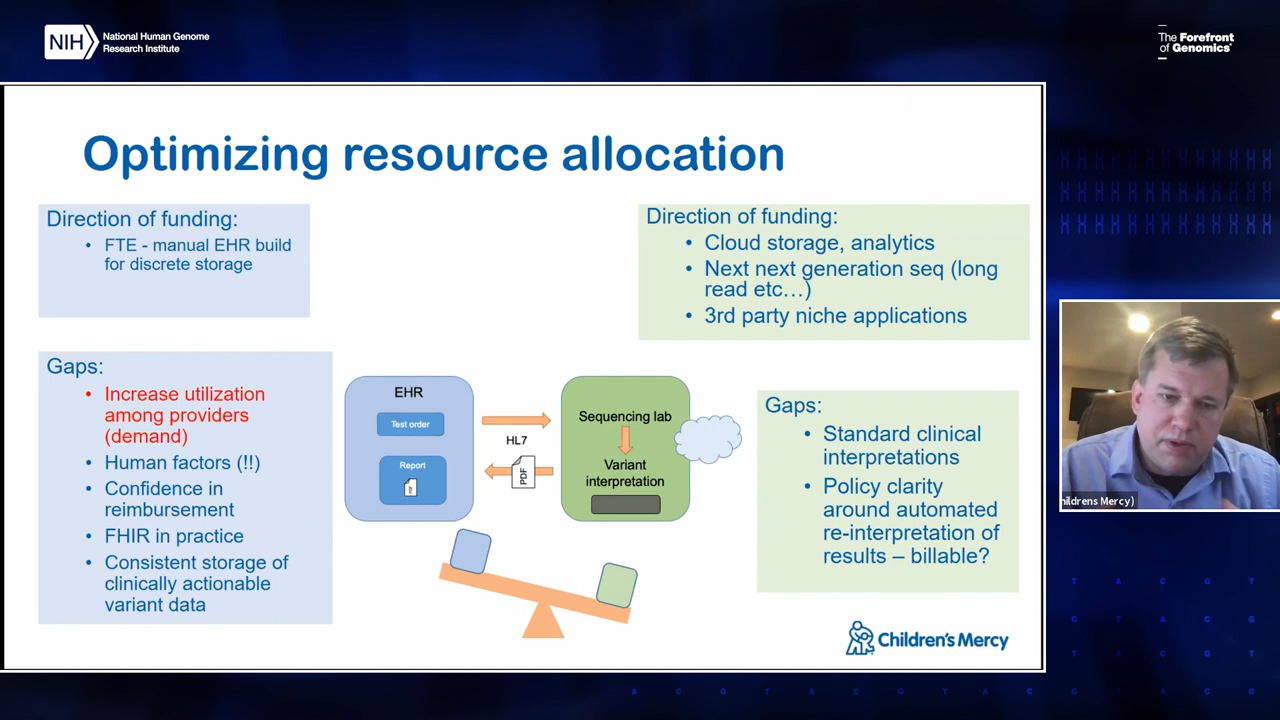 NIH
National Human Genome
Research Institute
The Forefront
of Genomics
Optimizing resource allocation
Direction of funding:
• FTE - manual EHR build
for discrete storage
Direction of funding:
• Cloud storage, analytics
• Next next generation seq (long
read etc…)
• 3rd party niche applications
Gaps:
• Increase utilization
among providers
(demand)
• Human factors (!!)
• Confidence in
reimbursement
• FHIR in practice
• Consistent storage of
clinically actionable
variant data
EHR
Test order
Report
HL7
PDF
Sequencing lab
Variant
interpretation
Gaps:
• Standard clinical
interpretations
• Policy clarity
around automated
re-interpretation of
results – billable?
Children's Mercy
hildrens Mercy)
T A C G T
G T A C G
T A C G T
A C G T A C G T A C G T A C G